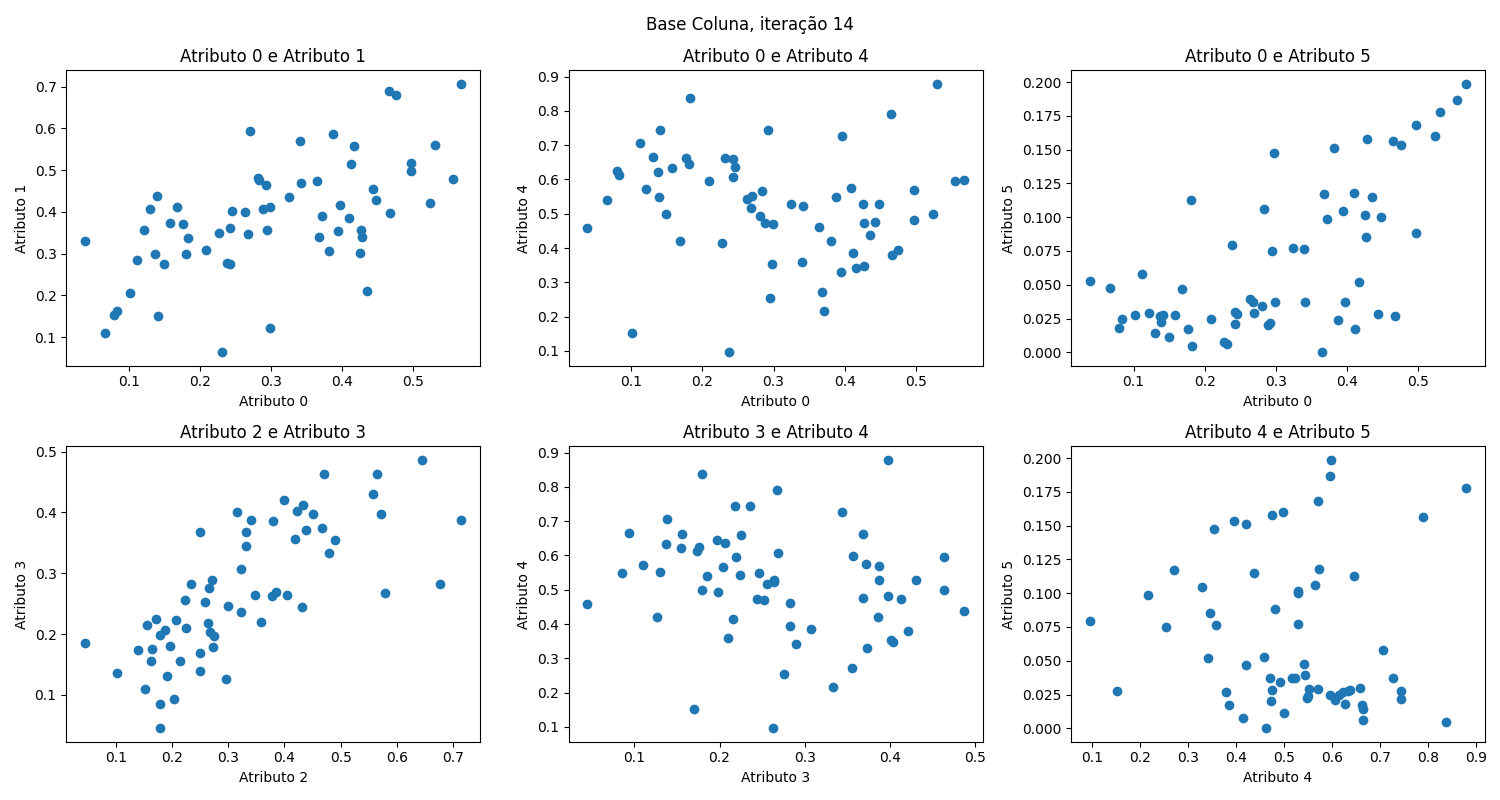 Base Coluna, iteração 14
Atributo 0 e Atributo 1
0.7
0.6
0.5
0.4
0.3
0.2
0.1
Atributo 1
0.1 0.2 0.3 0.4 0.5
Atributo 0
Atributo 0 e Atributo 4
0.9
0.8
0.7
0.6
0.5
0.4
0.3
0.2
0.1
Atributo 4
0.1 0.2 0.3 0.4 0.5
Atributo 0
Atributo 0 e Atributo 5
0.200
0.175
0.150
0.125
0.100
0.075
0.050
0.025
0.000
Atributo 5
0.1 0.2 0.3 0.4 0.5
Atributo 0
Atributo 2 e Atributo 3
0.5
0.4
0.3
0.2
0.1
Atributo 3
0.1 0.2 0.3 0.4 0.5 0.6 0.7
Atributo 2
Atributo 3 e Atributo 4
0.9
0.8
0.7
0.6
0.5
0.4
0.3
0.2
0.1
Atributo 4
0.1 0.2 0.3 0.4 0.5
Atributo 3
Atributo 4 e Atributo 5
0.200
0.175
0.150
0.125
0.100
0.075
0.050
0.025
0.000
Atributo 5
0.1 0.2 0.3 0.4 0.5 0.6 0.7 0.8 0.9
Atributo 4